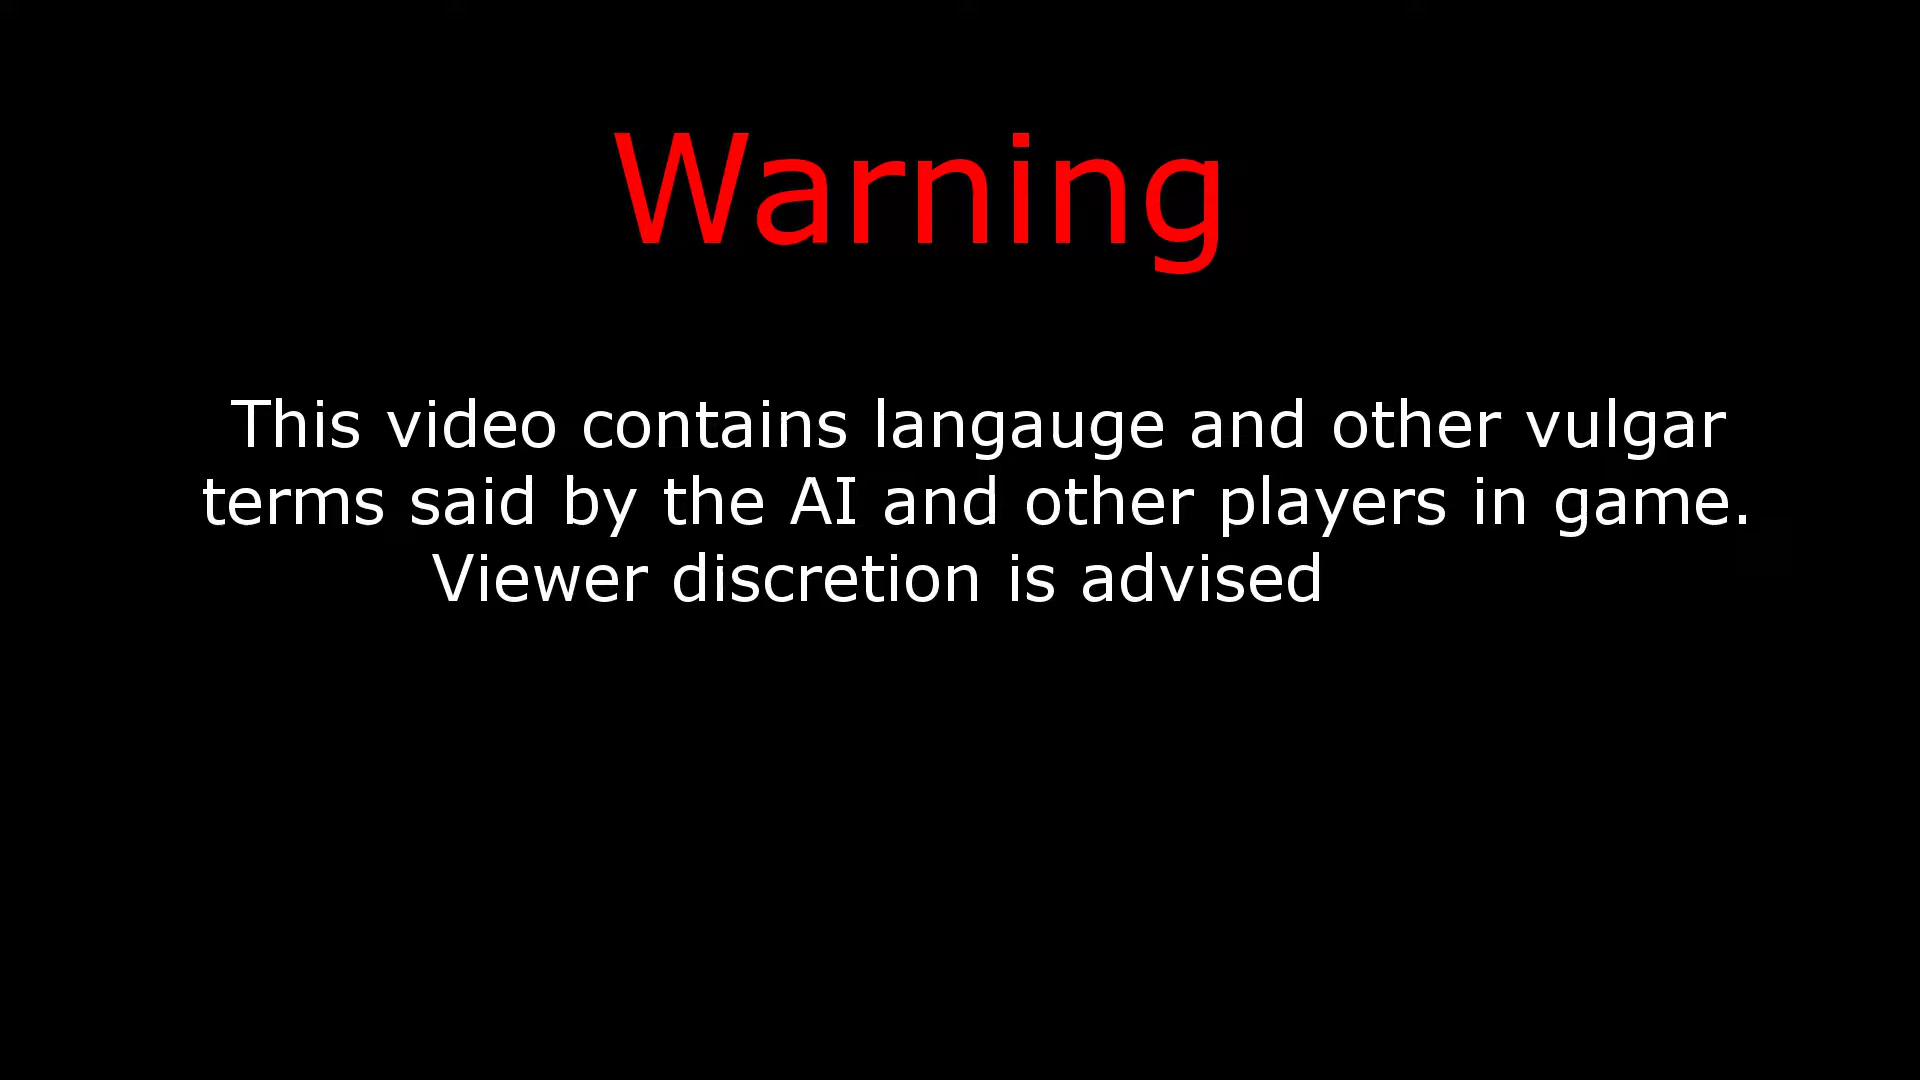 Warning
This video contains langauge and other vulgar
terms said by the AI and other players in game.
Viewer discretion is advised